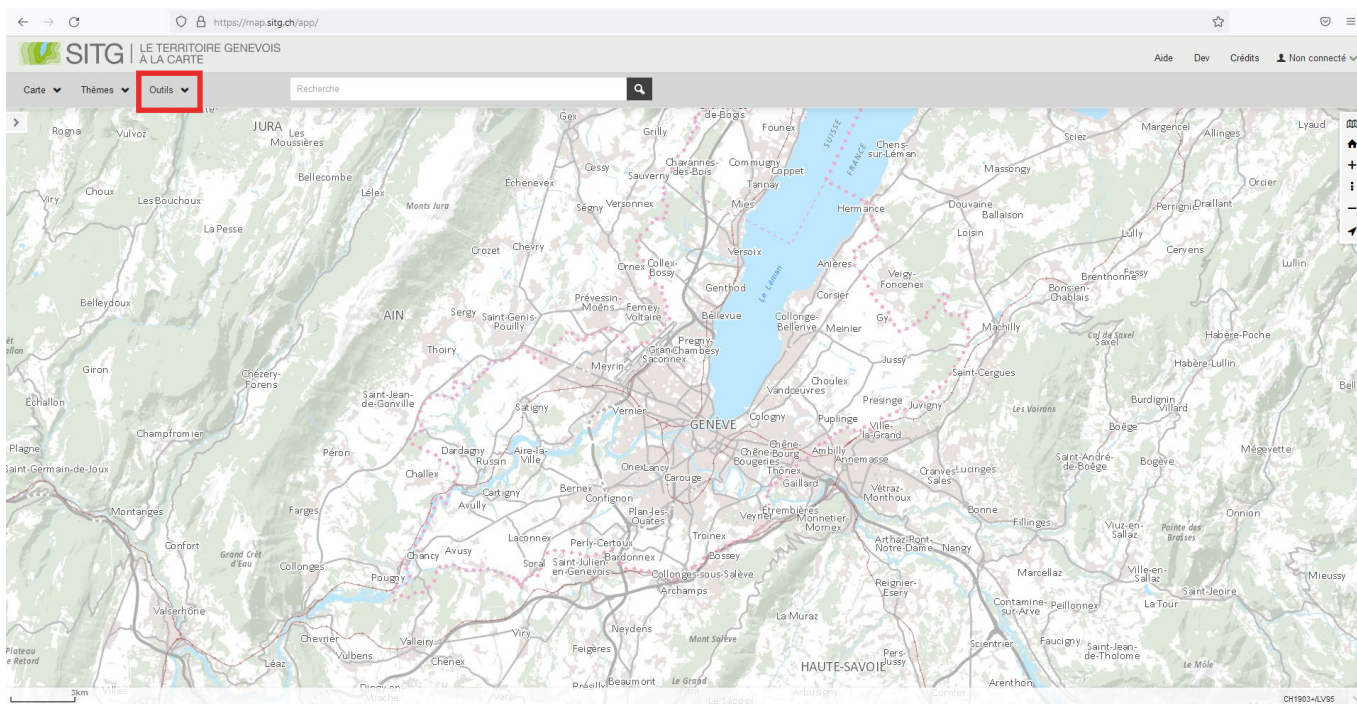 https://map.sitg.ch/app/
SITG
LE TERRITOIRE GENEVOIS
À LA CARTE
Aide Dev Crédits Non connecté
Carte Thèmes Outils Recherche
de-Bogis
Gex
Rogna
Vulvoz
JURA
Les
Moussières
Grilly
Founex
SUISSE
FRANCE
Chens-
sur-Léman
Sciez
Margencel
Allinges
Lyaud
Bellecombe
Lélex
Cessy
Échenevex
Chavannes-
des-Bois
Sauverny
Commugny
Coppet
Tannay
Massongy
Orcier
Viry
Choux
Les Bouchoux
Monts Jura
Ségny
Versonnex
Mies
Hermance
Douvaine
Ballaison
Perrignier
Draillant
La Pesse
Loisin
Lully
Cervens
Crozet
Chevry
Versoix
Ornex
Collex-
Bossy
Anières
Veigy-
Foncenex
Brenthonne
Fessy
Lullin
Le Léman
Genthod
Bons-en-
Chablais
Belleydoux
AIN
Prévessin-
Moëns
Ferney-
Voltaire
Corsier
Sergy
Saint-Genis-
Pouilly
Bellevue
Collonge-
Bellerive
Meinier
Gy
Machilly
Col de Saxel
Saxel
Habère-Poche
Thoiry
Pregny-
Chambésy
Grand-
Saconnex
Jussy
Habère-Lullin
Giron
Chézery-
Forens
Meyrin
Saint-Cergues
Echallon
Saint-Jean-
de-Gonville
Choulex
Vandœuvres
Presinge
Juvigny
Burdignin
Villard
Satigny
Vernier
Cologny
Puplinge
Les Voirons
GENÈVE
Ville-
la-Grand
Boëge
Champfromier
Plagne
Péron
Dardagny
Russin
Aire-la-
Ville
Chêne-
Bougeries
Chêne-Bourg
Thônex
Ambilly
Annemasse
Saint-André-
de-Boëge
Bogève
Mégevette
Saint-Germain-de-Joux
Challex
Onex
Lancy
Carouge
Gaillard
Cranves-
Sales
Lucinges
Cartigny
Bernex
Confignon
Vétraz-
Monthoux
Montanges
Farges
Avully
Plan-les-
Ouates
Veyrier
Étrembières
Monnetier-
Mornex
Bonne
Fillinges
Viuz-en-
Sallaz
Pointe des
Brasses
Onnion
Confort
Grand Crêt
d'Eau
Collonges
Chancy
Avusy
Laconnex
Perly-Certoux
Troinex
Arthaz-Pont-
Notre-Dame
Nangy
Soral
Saint-Julien-
en-Genevois
Bardonnex
Bossey
Pougny
Collonges-sous-Salève
Archamps
Reignier-
Esery
Marcellaz
Ville-en-
Sallaz
Mieussy
Saint-Jeoire
Valserhône
La Muraz
Contamine-
sur-Arve
Peillonnex
La Tour
Chevrier
Valleiry
Viry
Neydens
Mont Salève
Scientrier
Faucigny
Saint-Jean-
de-Tholome
Plateau
Vulbens
Chênex
Feigères
HAUTE-SAVOIE
Pers-
Jussy
Le Môle
Léaz
Présilly
Beaumont
Le Grand
Arenthon
Arbusigny
Cornier
Le Sappey
Vuache
3km
CH1903+/LV95